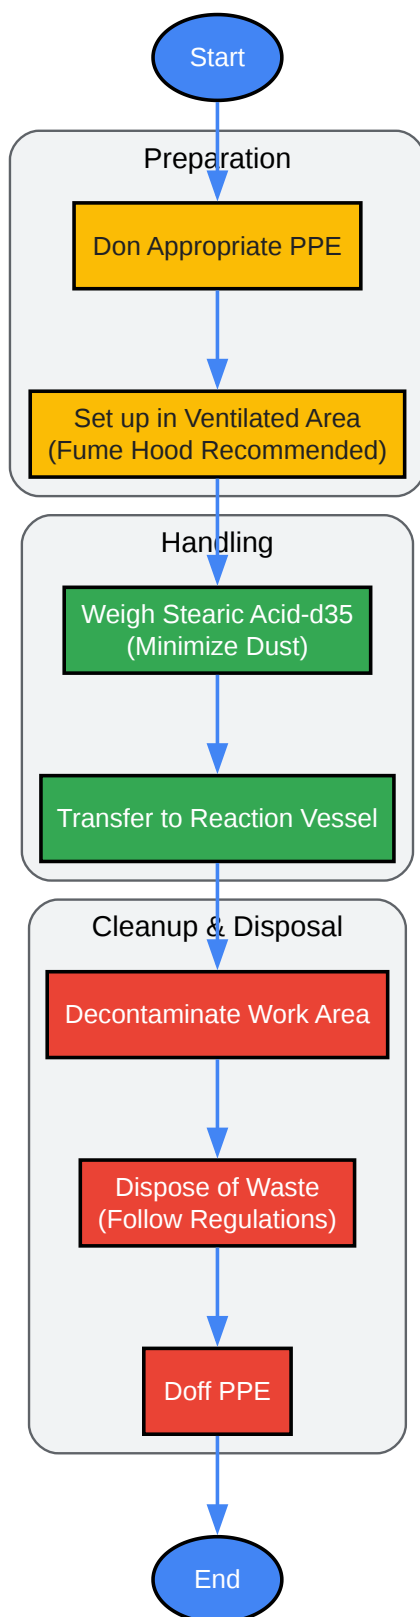 Start
Preparation
Don Appropriate PPE
Set up in Ventilated Area
(Fume Hood Recommended)
Handling
Weigh Stearic Acid-d35
(Minimize Dust)
Transfer to Reaction Vessel
Cleanup & Disposal
Decontaminate Work Area
Dispose of Waste
(Follow Regulations)
Doff PPE
End